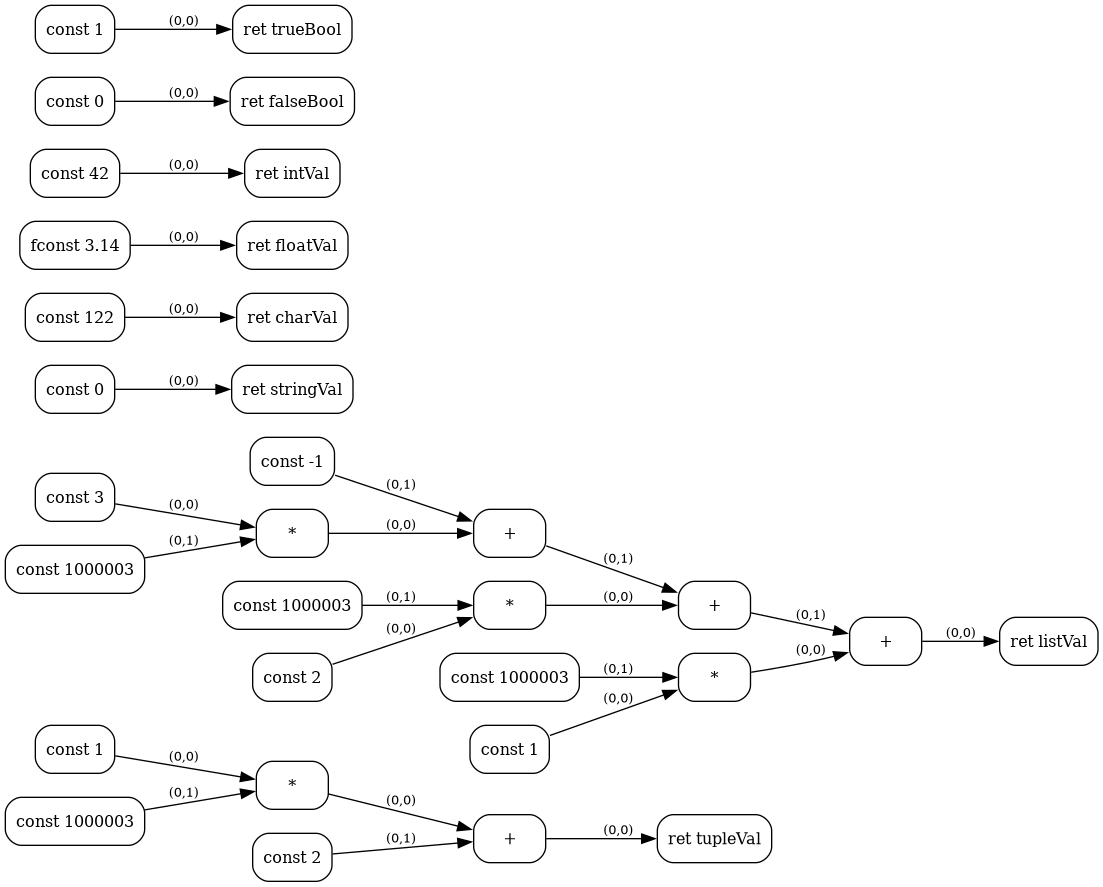 const 1
(0,0)
ret trueBool
const 0
(0,0)
ret falseBool
const 42
(0,0)
ret intVal
fconst 3.14
(0,0)
ret floatVal
const 122
(0,0)
ret charVal
const 0
(0,0)
ret stringVal
const -1
(0,1)
const 3
(0,0)
const 1000003
(0,1)
*
(0,0)
+
(0,1)
const 1000003
(0,1)
const 2
(0,0)
*
(0,0)
+
(0,1)
const 1000003
(0,1)
const 1
(0,0)
*
(0,0)
+
(0,0)
ret listVal
const 1
(0,0)
const 1000003
(0,1)
*
(0,0)
const 2
(0,1)
+
(0,0)
ret tupleVal